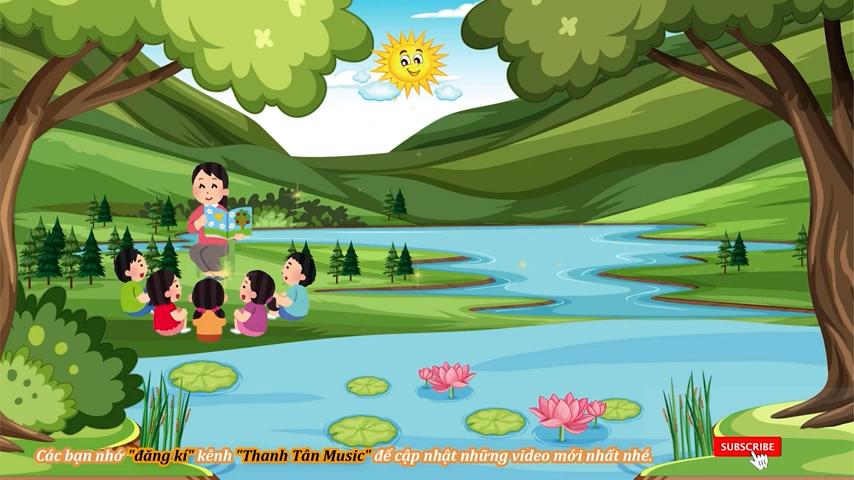 Các bạn nhớ "đăng kí" kênh "Thanh Tân Music" để cập nhật những video mới nhất nhé.
SUBSCRIBE